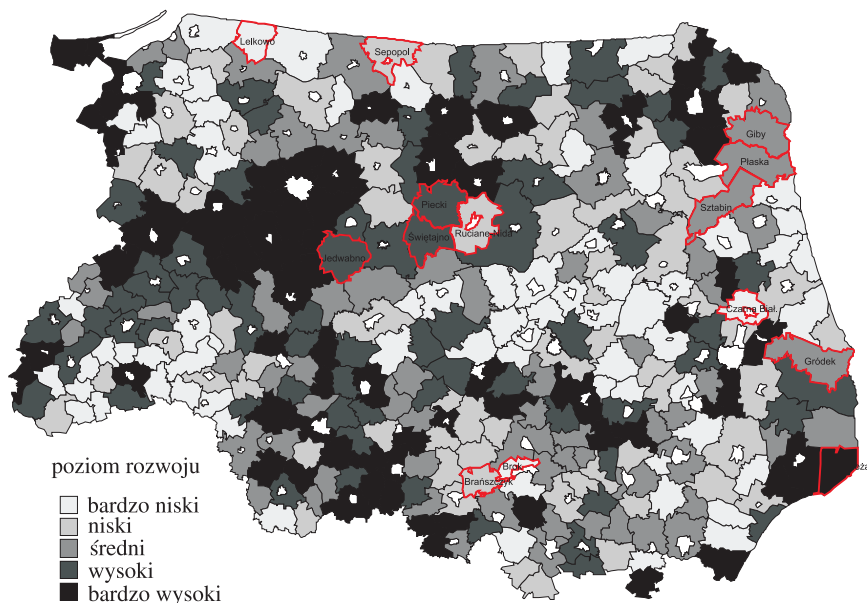 Lelkowo
Sepopol
Giby
Płaska
Piecki
Sztabin
Świętajno
Ruciane-Nida
Jedwabno
Czarna Biał.
Gródek
Brok
Brańszczyk
poziom rozwoju
bardzo niski
niski
średni
wysoki
bardzo wysoki